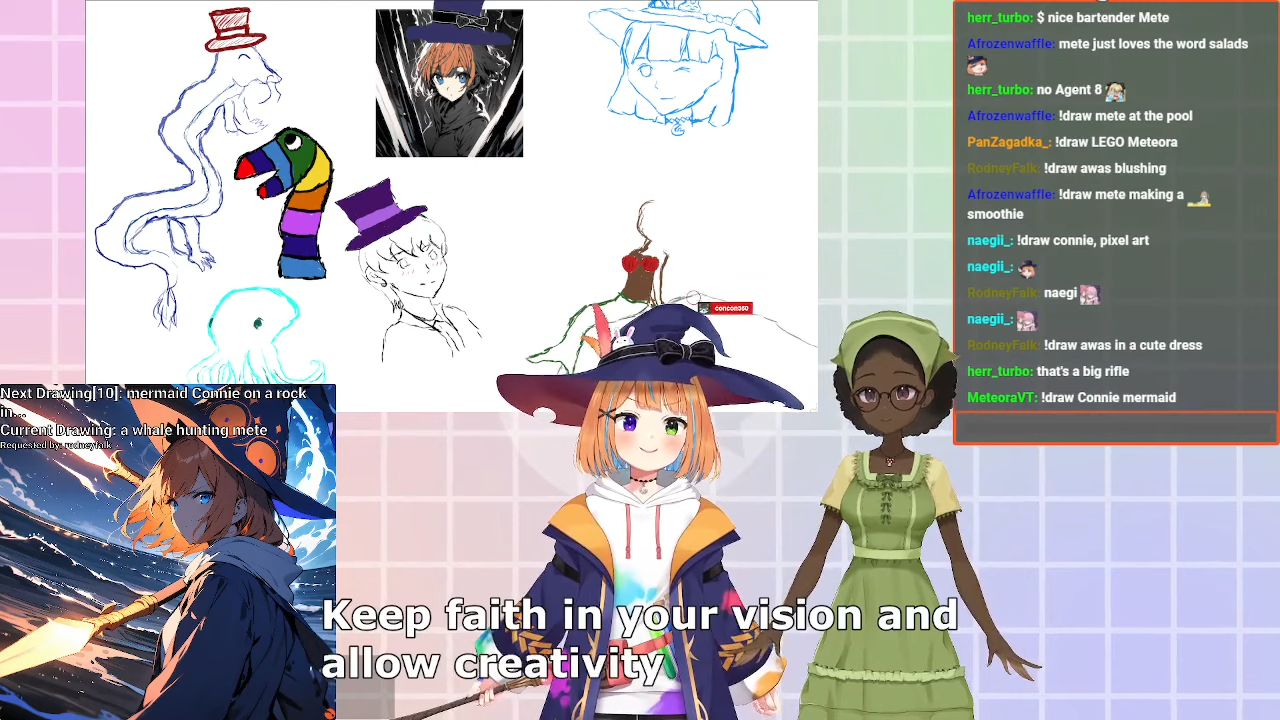 herr_turbo: $ nice bartender Mete
Afrozenwaffle: mete just loves the word salads
herr_turbo: no Agent 8
Afrozenwaffle: !draw mete at the pool
PanZagadka_: !draw LEGO Meteora
RodneyFalk: !draw awas blushing
Afrozenwaffle: !draw mete making a
smoothie
naegii_: !draw connie, pixel art
naegii_:
RodneyFalk: naegi
naegii_:
RodneyFalk: !draw awas in a cute dress
herr_turbo: that's a big rifle
MeteoraVT: !draw Connie mermaid
concon360
Next Drawing[10]: mermaid Connie on a rock
in...
Current Drawing: a whale hunting mete
Requested by: rodneyfalk
Keep faith in your vision and
allow creativity